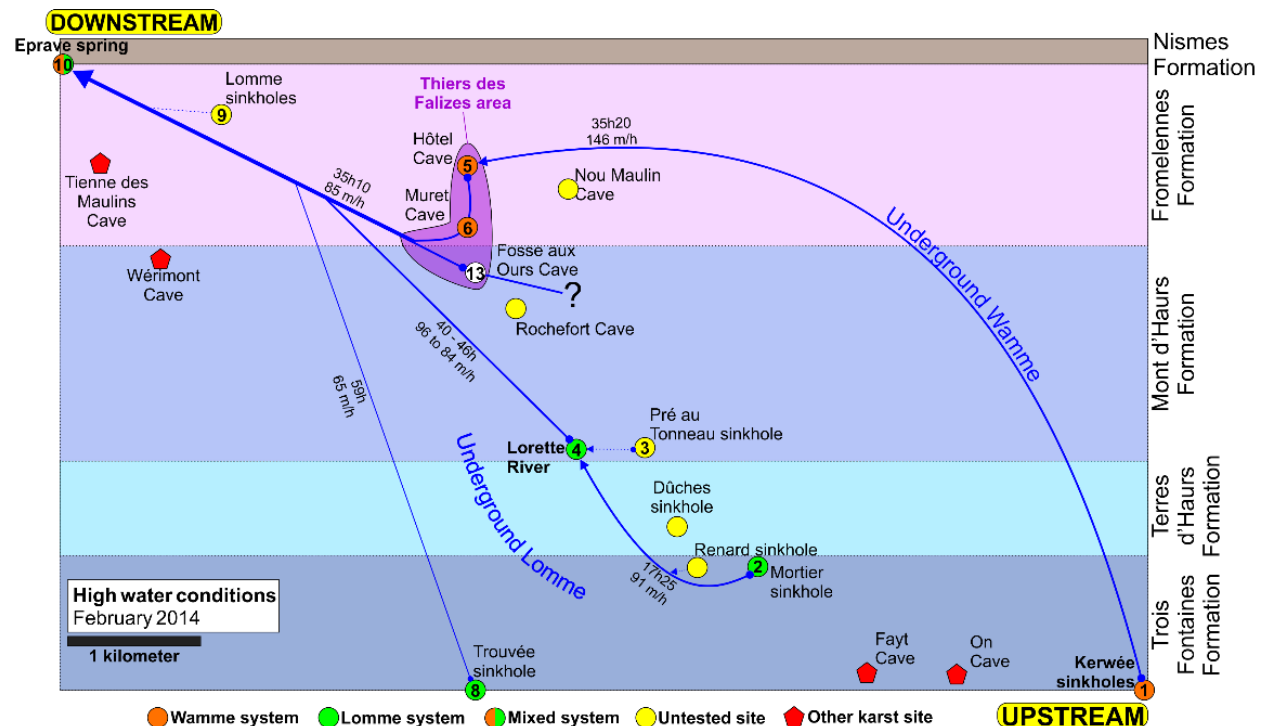 DOWNSTREAM
Eprave spring
10
Nismes
Formation
Lomme
sinkholes
9
Thiers des
Falizes area
Hôtel
Cave
5
35h20
146 m/h
Nou Maulin
Cave
Tienne des
Maulins
Cave
35h10
85 m/h
Muret
Cave
6
Underground Wamme
Fromelennes
Formation
Wérimont
Cave
Fosse aux
Ours Cave
13
?
Rochefort Cave
40 - 46h
96 to 84 m/h
59h
65 m/h
Mont d'Haurs
Formation
Pré au
Tonneau sinkhole
3
Lorette
River
4
Underground Lomme
Dûches
sinkhole
Terres
d'Haurs
Formation
Renard sinkhole
17h25
91 m/h
2
Mortier
sinkhole
High water conditions
February 2014
1 kilometer
Trouvée
sinkhole
8
Fayt
Cave
On
Cave
Kerwée
sinkholes
1
Trois
Fontaines
Formation
Wamme system
Lomme system
Mixed system
Untested site
Other karst site
UPSTREAM